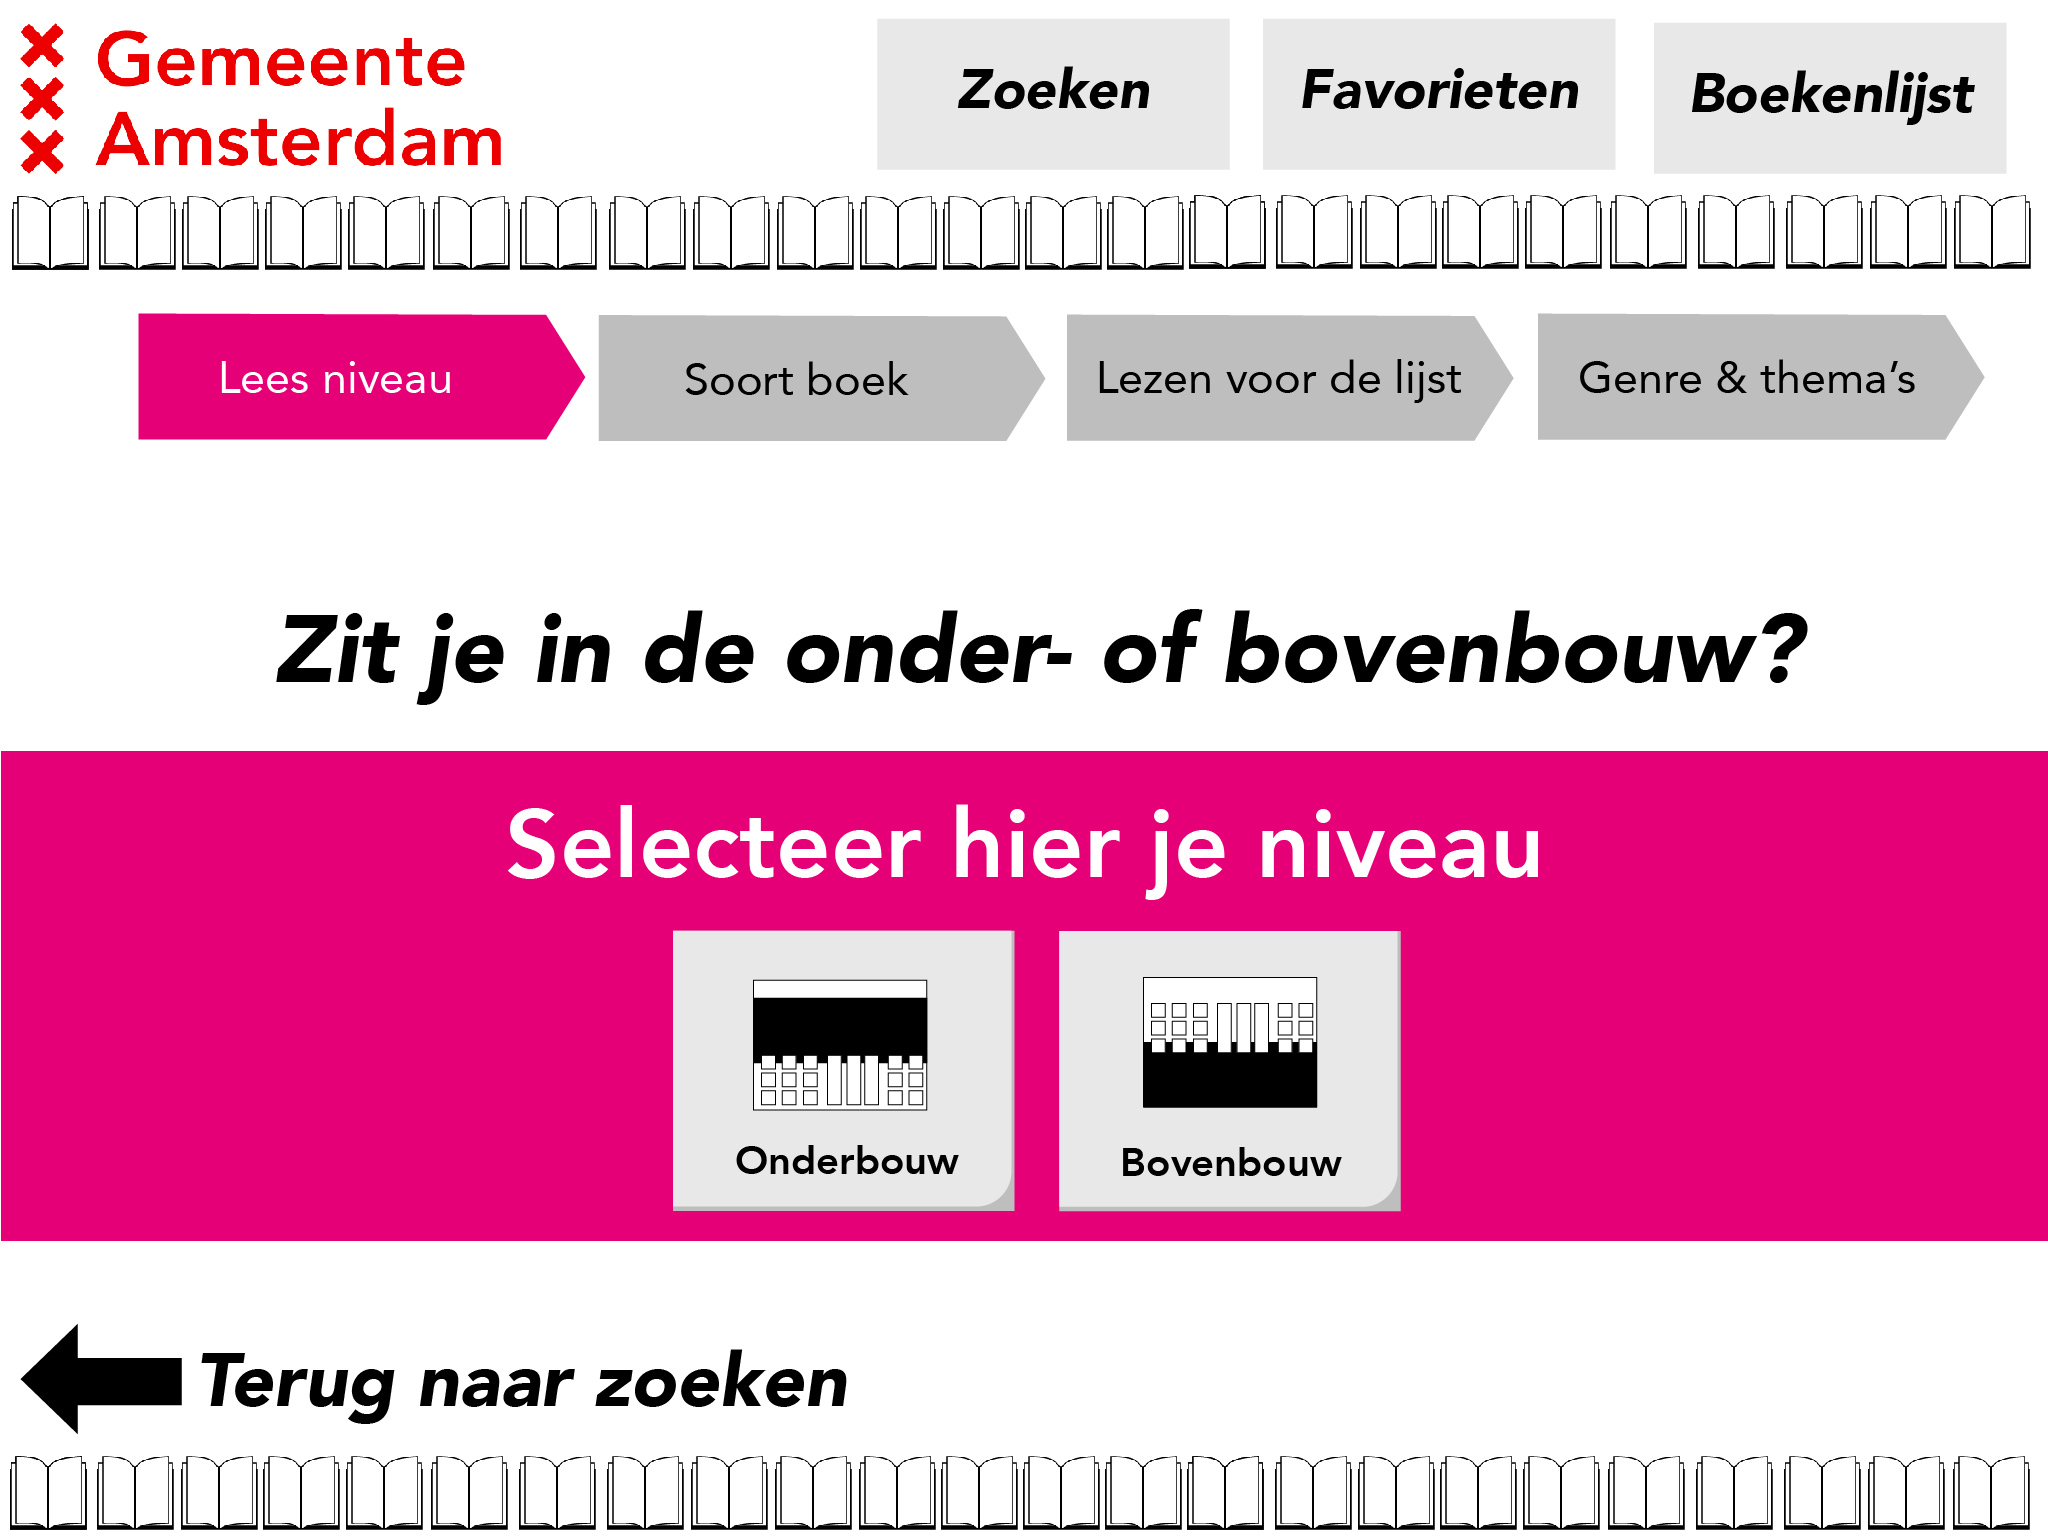 Gemeente
Amsterdam
Zoeken
Favorieten
Boekenlijst
Lees niveau
Soort boek
Lezen voor de lijst
Genre & thema’s
Zit je in de onder- of bovenbouw?
Selecteer hier je niveau
Onderbouw
Bovenbouw
Terug naar zoeken